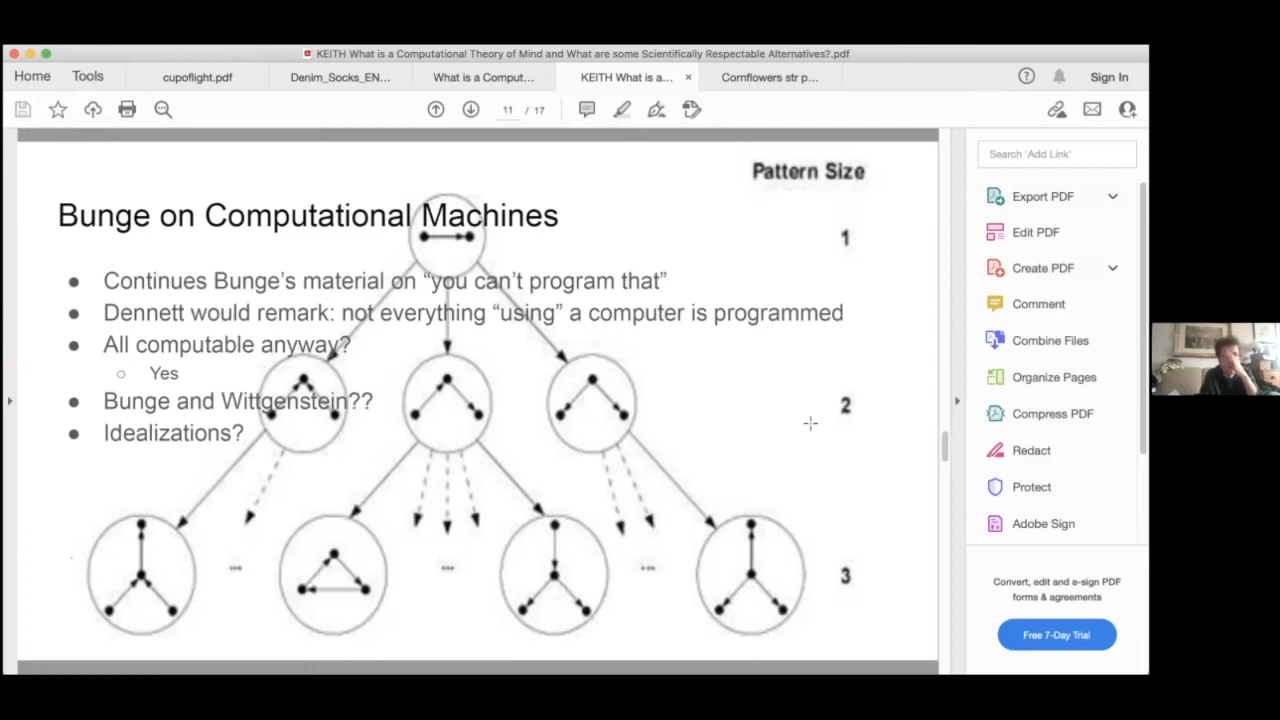 KEITH What is a Computational Theory of Mind and What are some Scientifically Respectable Alternatives?.pdf
Home Tools cupoflight.pdf Denim_Socks_EN... What is a Comput... KEITH What is a... × Cornflowers str p... Sign In
11 / 17
Search 'Add Link'
Export PDF
Edit PDF
Create PDF
Comment
Combine Files
Organize Pages
Compress PDF
Redact
Protect
Adobe Sign
Convert, edit and e-sign PDF
forms & agreements
Free 7-Day Trial
Pattern Size
Bunge on Computational Machines
1
● Continues Bunge's material on “you can't program that”
● Dennett would remark: not everything “using” a computer is programmed
● All computable anyway?
○ Yes
● Bunge and Wittgenstein??
2
● Idealizations?
... ... ...
3